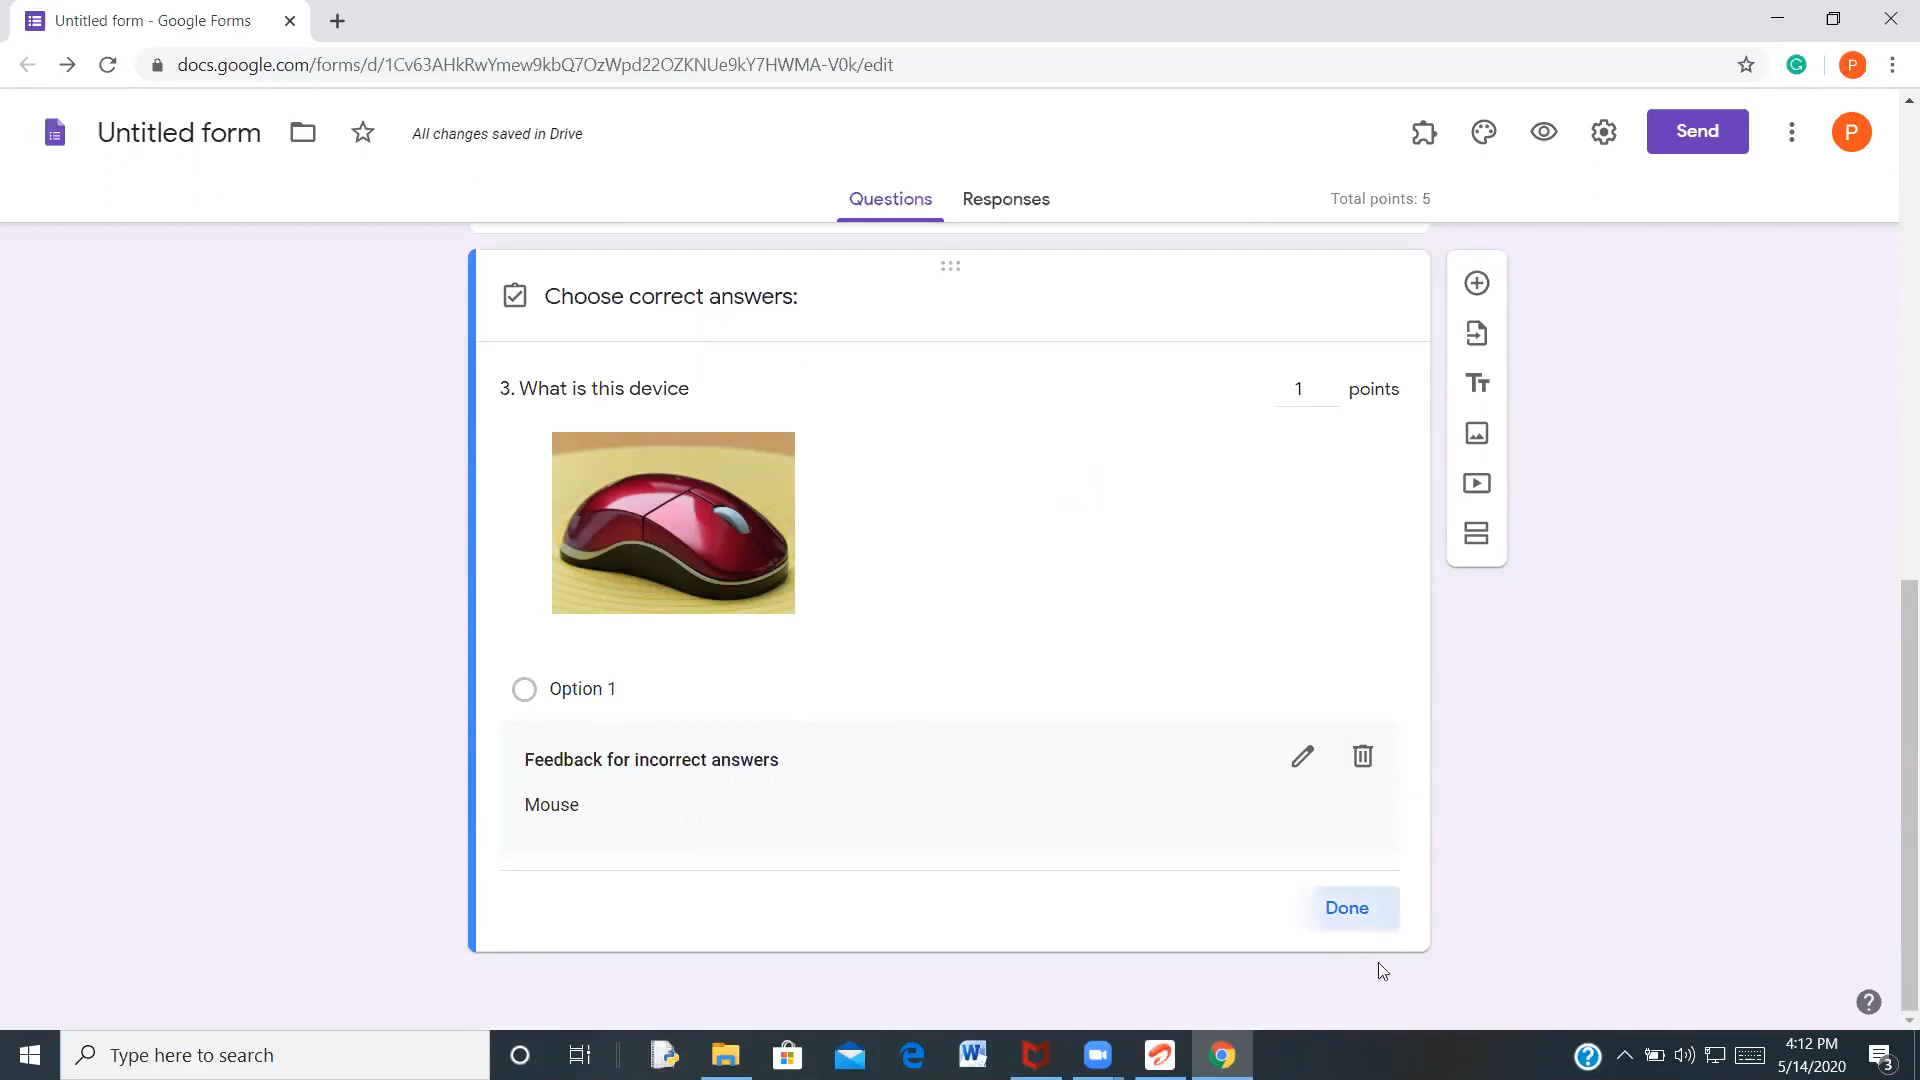 Untitled form - Google Forms
docs.google.com/forms/d/1Cv63AHkRwYmew9kbQ7OzWpd22OZKNUe9kY7HWMA-V0k/edit
P
Untitled form
All changes saved in Drive
Send
P
Questions
Responses
Total points: 5
Choose correct answers:
3. What is this device
1 points
Option 1
Feedback for incorrect answers
Mouse
Done
Type here to search
4:12 PM
5/14/2020
3